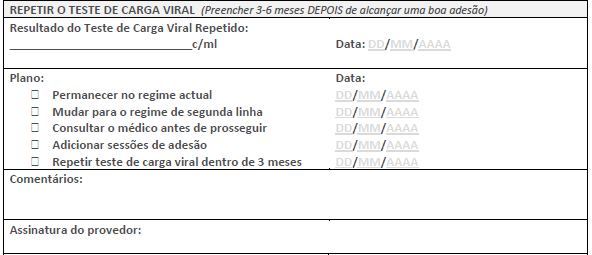 REPETIR O TESTE DE CARGA VIRAL (Preencher 3-6 meses DEPOIS de alcançar uma boa adesão)
Resultado do Teste de Carga Viral Repetido:
______________________________c/ml Data: DD/MM/AAAA
Plano: Data:
Permanecer no regime actual DD/MM/AAAA
Mudar para o regime de segunda linha DD/MM/AAAA
Consultar o médico antes de prosseguir DD/MM/AAAA
Adicionar sessões de adesão DD/MM/AAAA
Repetir teste de carga viral dentro de 3 meses DD/MM/AAAA
Comentários:
Assinatura do provedor: